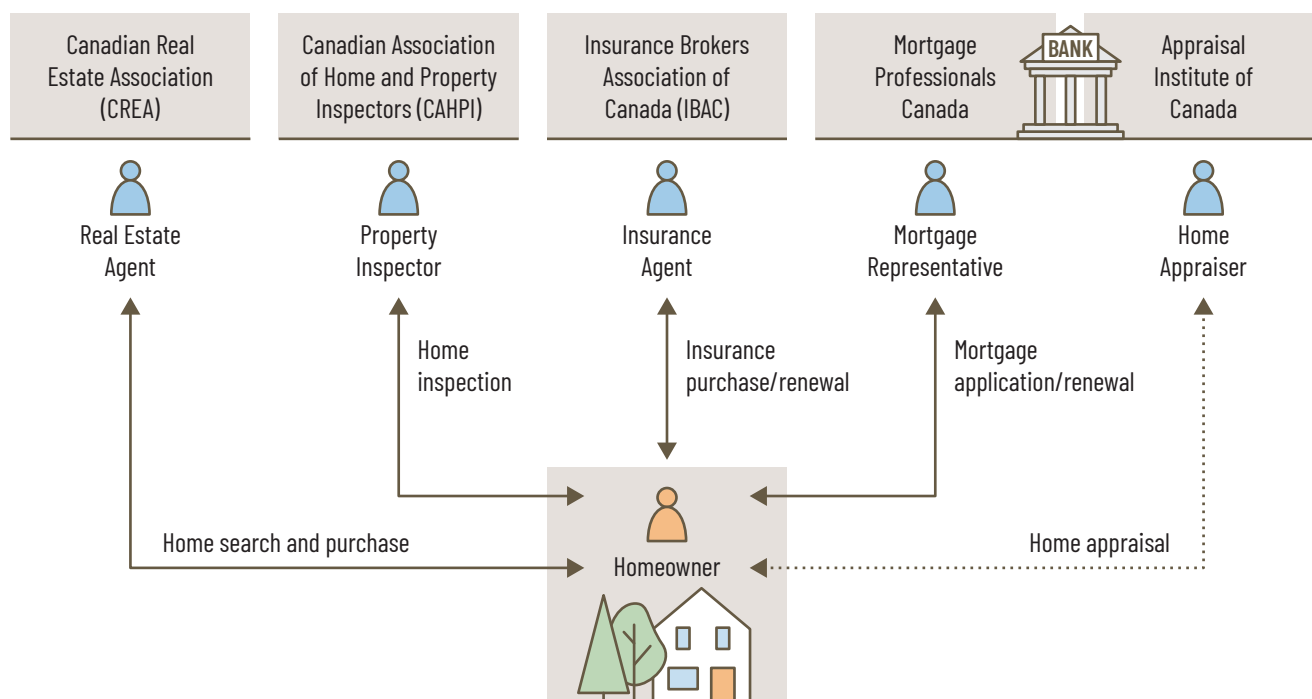 Canadian Real
Estate Association
(CREA)
Canadian Association
of Home and Property
Inspectors (CAHPI)
Insurance Brokers
Association of
Canada (IBAC)
Mortgage
Professionals
Canada
BANK
Appraisal
Institute of
Canada
Real Estate
Agent
Property
Inspector
Insurance
Agent
Mortgage
Representative
Home
Appraiser
Home
inspection
Insurance
purchase/renewal
Mortgage
application/renewal
Home search and purchase
Homeowner
Home appraisal